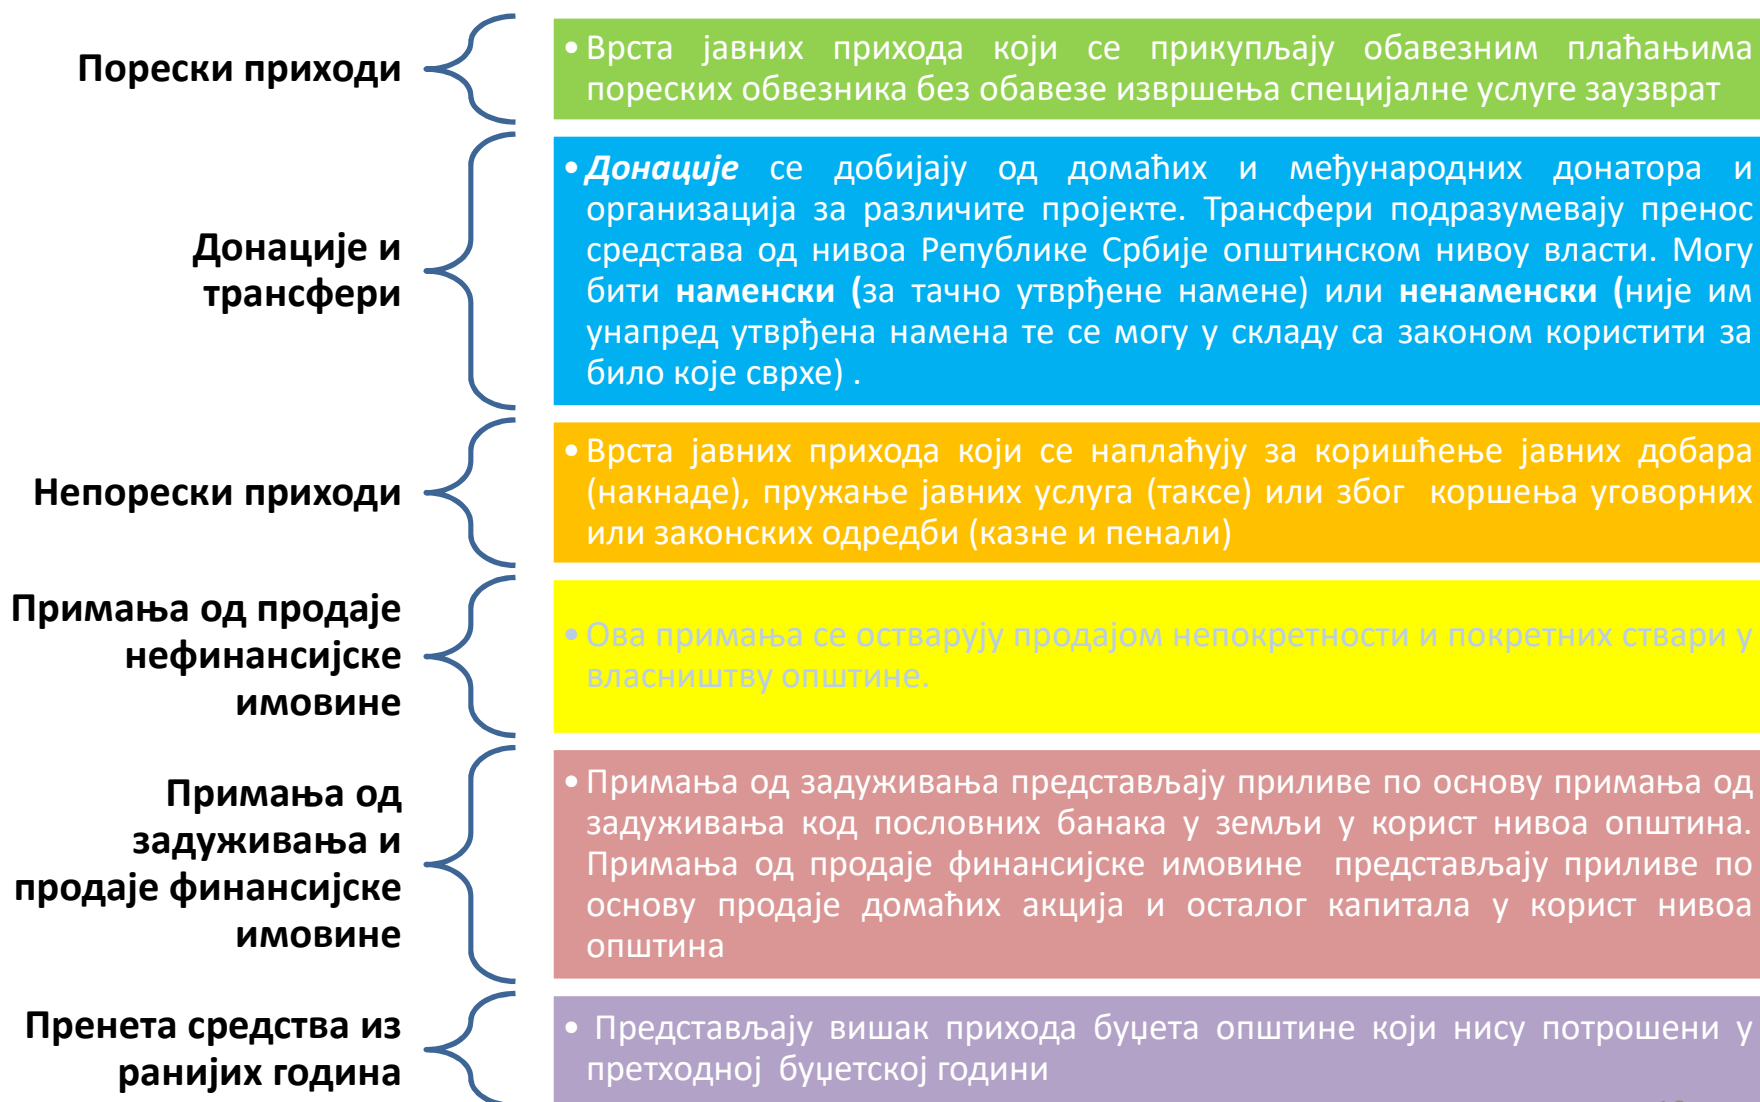 Порески приходи
• Врста јавних прихода који се прикупљају обавезним плаћањима
пореских обвезника без обавезе извршења специјалне услуге заузврат
Донације и
трансфери
• Донације се добијају од домаћих и међународних донатора и
организација за различите пројекте. Трансфери подразумевају пренос
средстава од нивоа Републике Србије општинском нивоу власти. Могу
бити наменски (за тачно утврђене намене) или ненаменски (није им
унапред утврђена намена те се могу у складу са законом користити за
било које сврхе) .
Непорески приходи
• Врста јавних прихода који се наплаћују за коришћење јавних добара
(накнаде), пружање јавних услуга (таксе) или због коршења уговорних
или законских одредби (казне и пенали)
Примања од продаје
нефинансијске
имовине
• Ова примања се остварују продајом непокретности и покретних ствари у
власништву општине.
Примања од
задуживања и
продаје финансијске
имовине
• Примања од задуживања представљају приливе по основу примања од
задуживања код пословних банака у земљи у корист нивоа општина.
Примања од продаје финансијске имовине представљају приливе по
основу продаје домаћих акција и осталог капитала у корист нивоа
општина
Пренета средства из
ранијих година
• Представљају вишак прихода буџета општине који нису потрошени у
претходној буџетској години